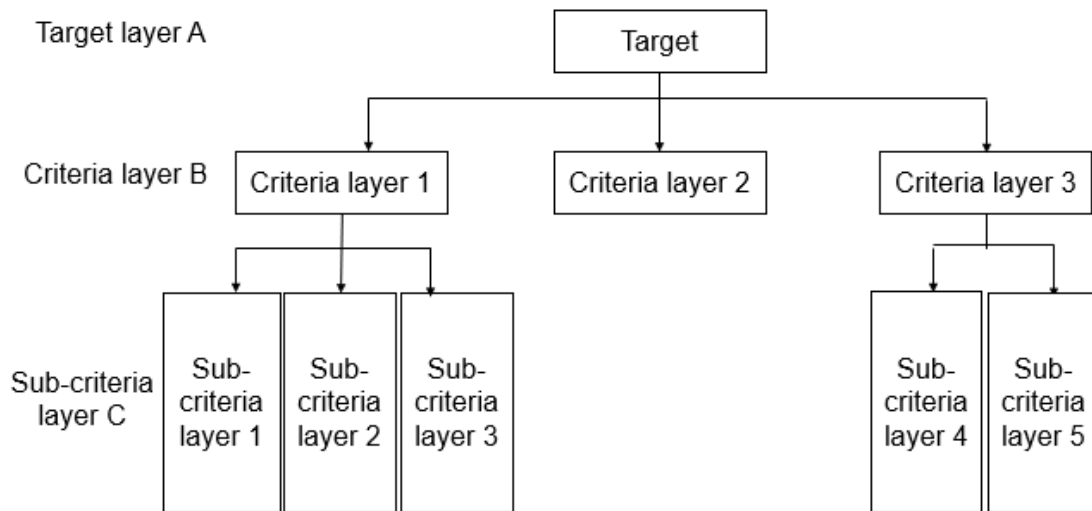 Target layer A
Target
Criteria layer B
Criteria layer 1
Criteria layer 2
Criteria layer 3
Sub-criteria
layer C
Sub-
criteria
layer 1
Sub-
criteria
layer 2
Sub-
criteria
layer 3
Sub-
criteria
layer 4
Sub-
criteria
layer 5